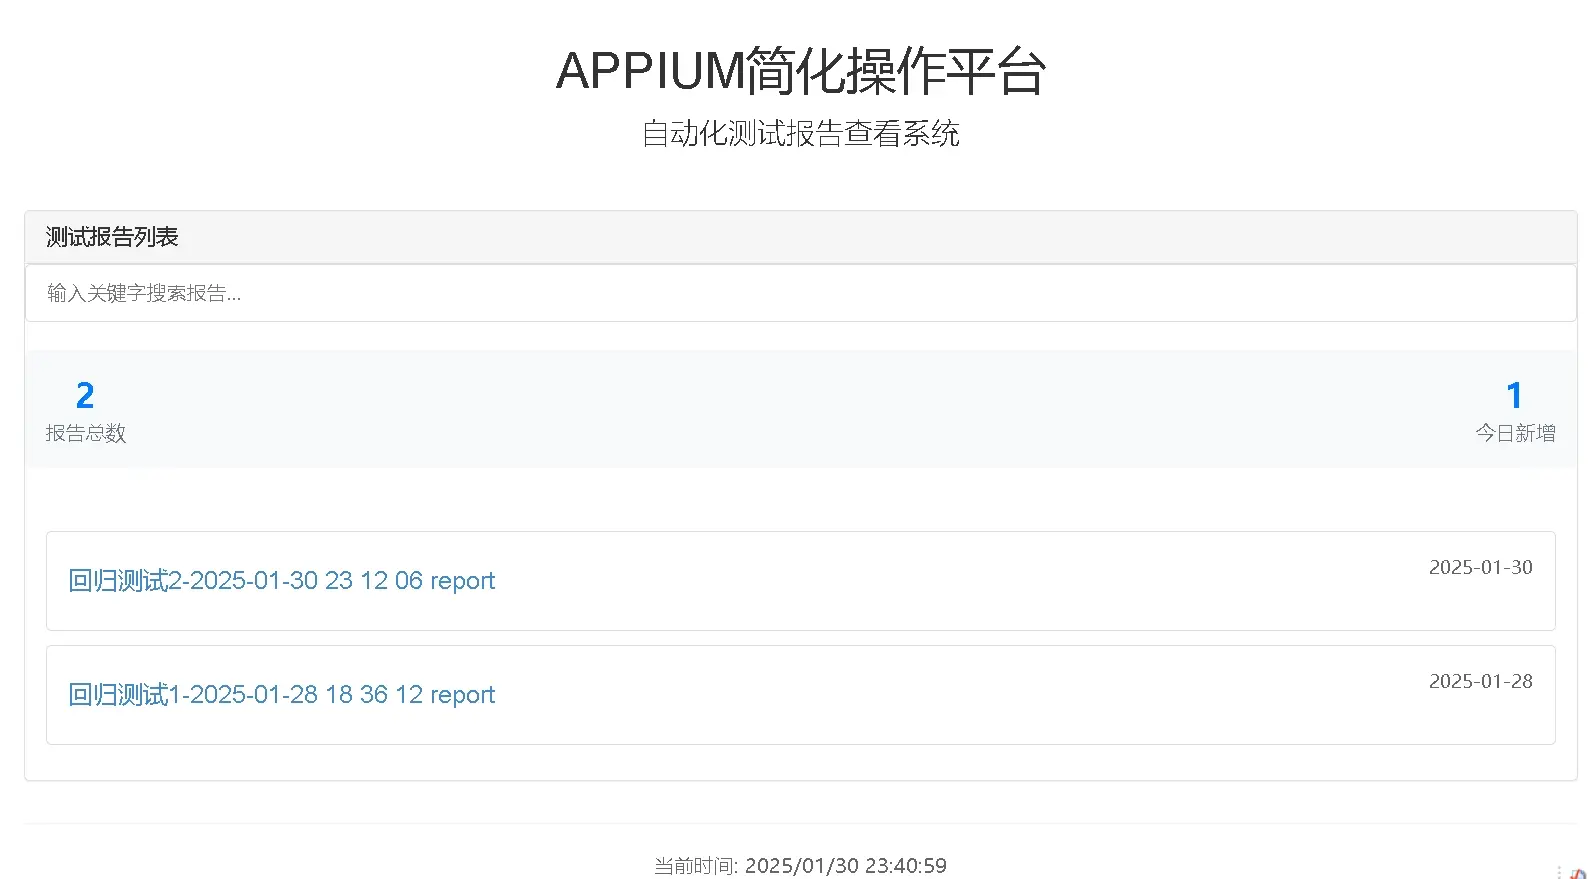 APPIUM简化操作平台
自动化测试报告查看系统
测试报告列表
输入关键字搜索报告...
2
报告总数
1
今日新增
回归测试2-2025-01-30 23 12 06 report
2025-01-30
回归测试1-2025-01-28 18 36 12 report
2025-01-28
当前时间: 2025/01/30 23:40:59